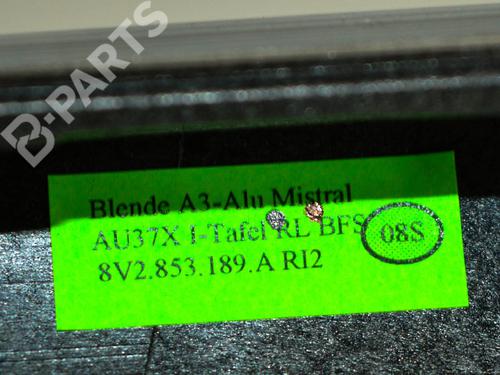 B-PARTS
Blende A3-Alu Mistral
AU37X I-Tafel RL BFS
08S
8V2.853.189.A RI2